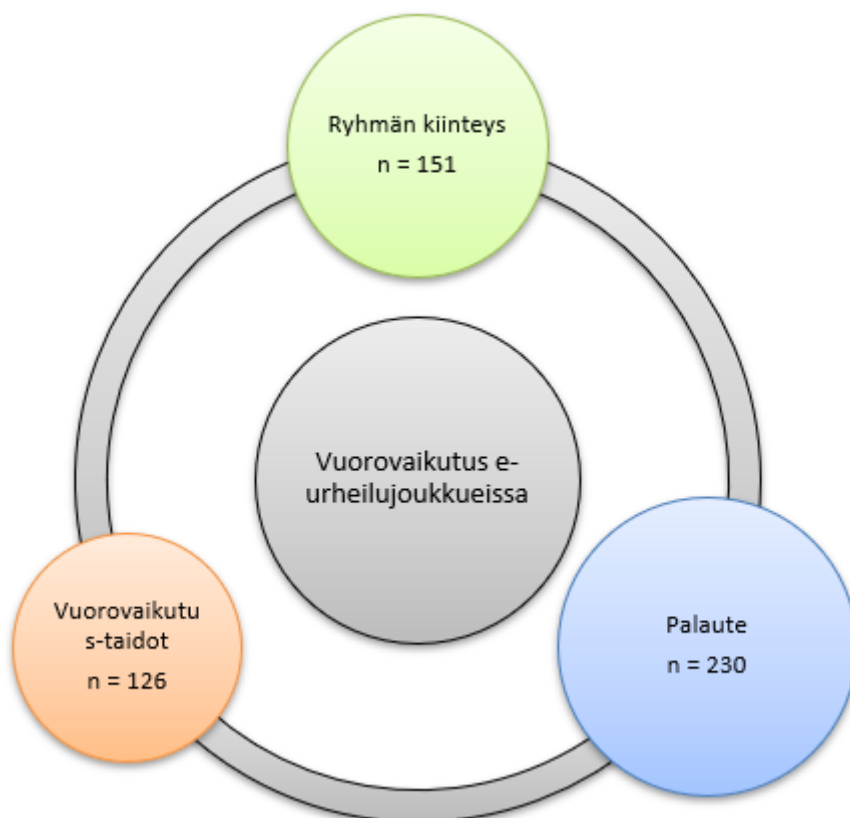 Ryhmän kiinteys
n = 151
Vuorovaikutus e-
urheilujoukkueissa
Vuorovaikutu
s-taidot
n = 126
Palaute
n = 230